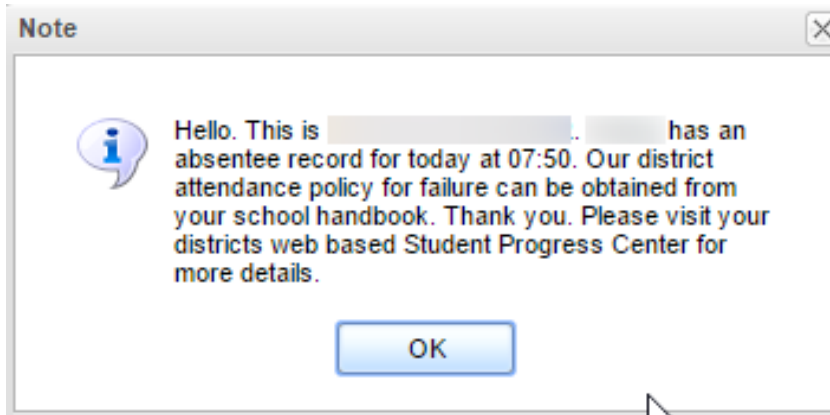 Note
Hello. This is . has an
absentee record for today at 07:50. Our district
attendance policy for failure can be obtained from
your school handbook. Thank you. Please visit your
districts web based Student Progress Center for
more details.
OK